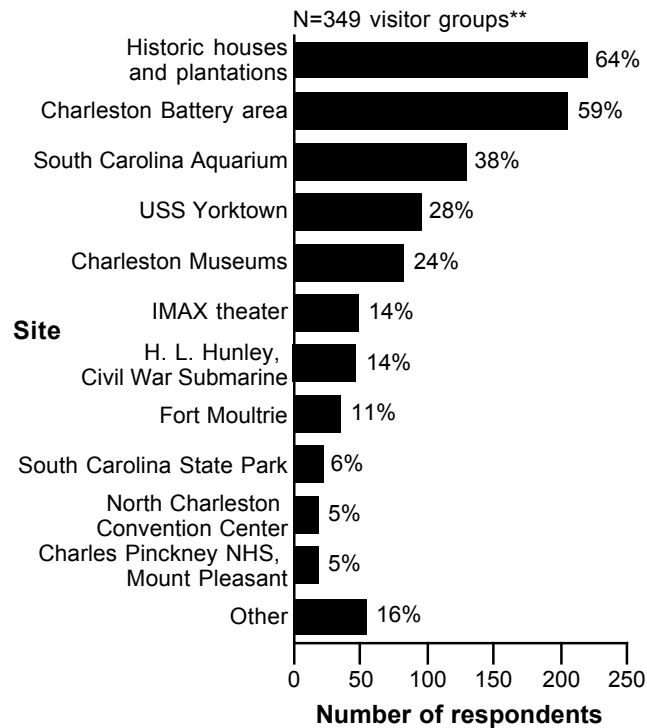 N=349 visitor groups**
Historic houses
and plantations
64%
Charleston Battery area
59%
South Carolina Aquarium
38%
USS Yorktown
28%
Charleston Museums
24%
IMAX theater
14%
Site
H. L. Hunley,
Civil War Submarine
14%
Fort Moultrie
11%
South Carolina State Park
6%
North Charleston
Convention Center
5%
Charles Pinckney NHS,
Mount Pleasant
5%
Other
16%
0 50 100 150 200 250
Number of respondents